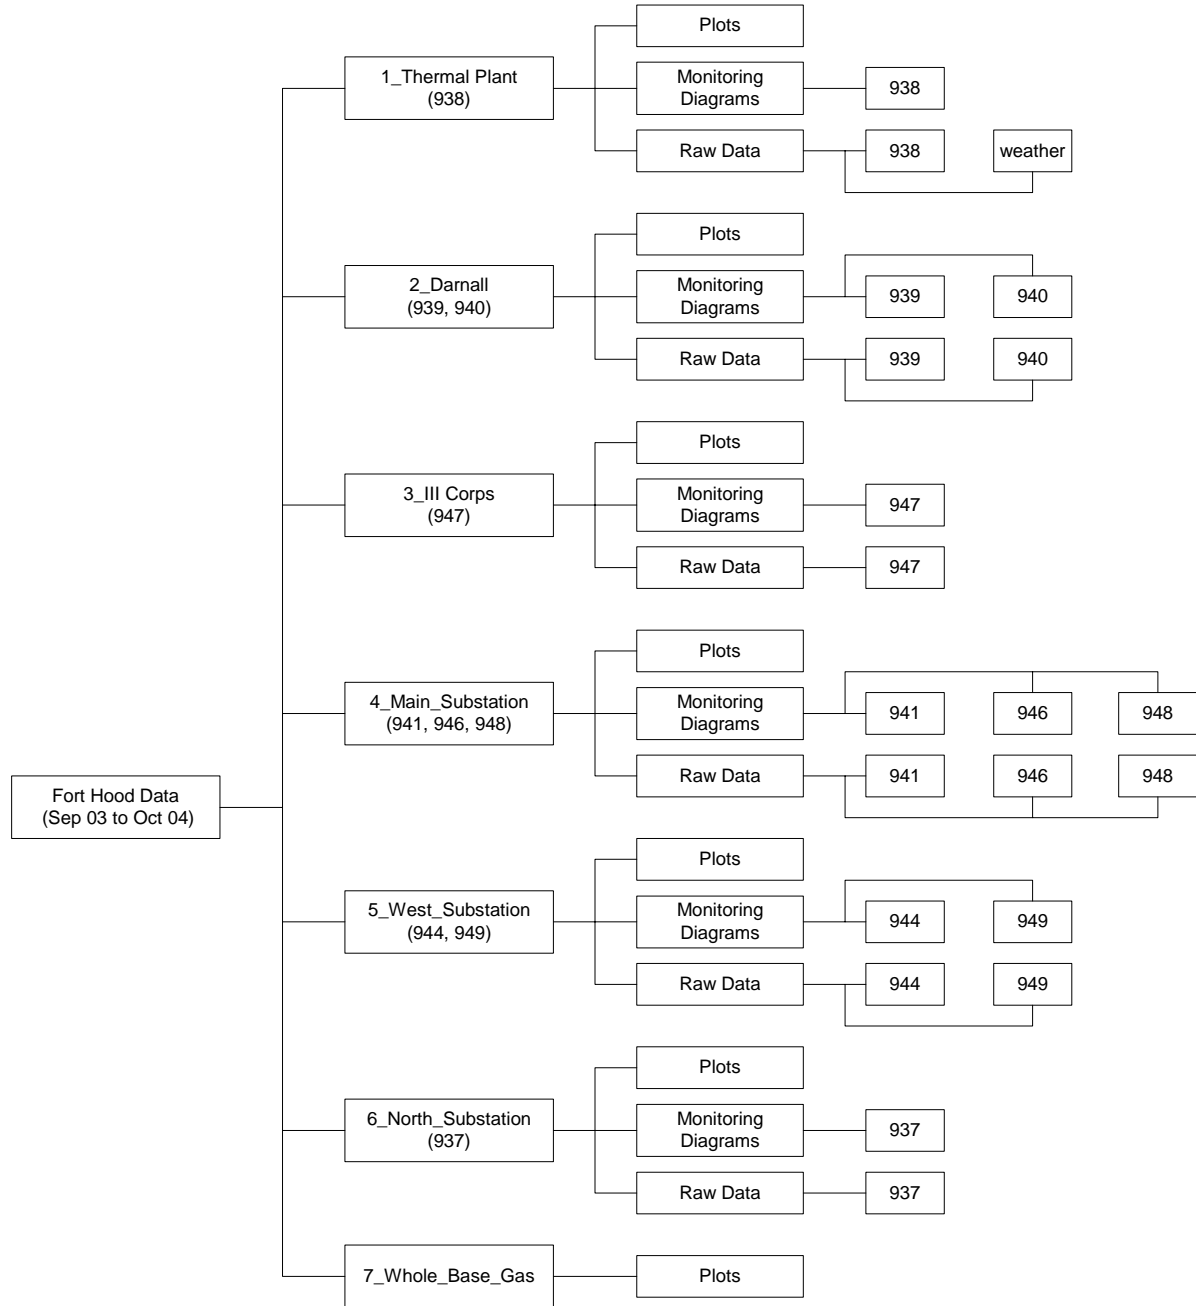 Plots
1_Thermal Plant
(938)
Monitoring
Diagrams
938
Raw Data
938
weather
Plots
2_Darnall
(939, 940)
Monitoring
Diagrams
939
940
Raw Data
939
940
Plots
3_III Corps
(947)
Monitoring
Diagrams
947
Raw Data
947
Plots
4_Main_Substation
(941, 946, 948)
Monitoring
Diagrams
941
946
948
Raw Data
941
946
948
Fort Hood Data
(Sep 03 to Oct 04)
Plots
5_West_Substation
(944, 949)
Monitoring
Diagrams
944
949
Raw Data
944
949
Plots
6_North_Substation
(937)
Monitoring
Diagrams
937
Raw Data
937
7_Whole_Base_Gas
Plots